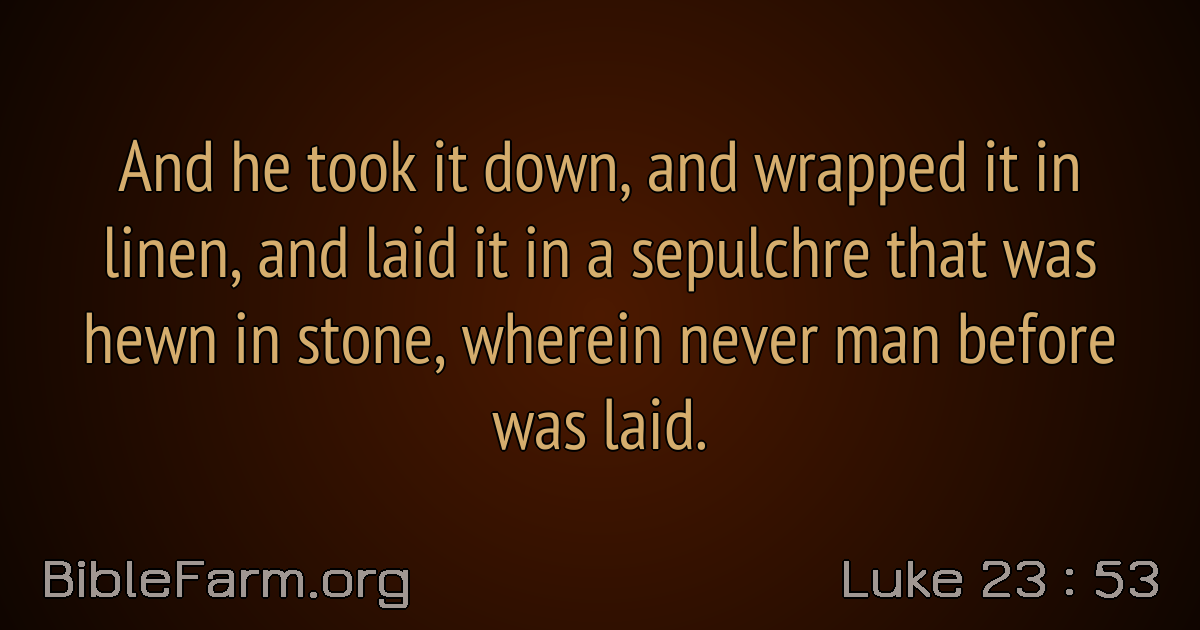 And he took it down, and wrapped it in
linen, and laid it in a sepulchre that was
hewn in stone, wherein never man before
was laid.
BibleFarm.org
Luke 23 : 53